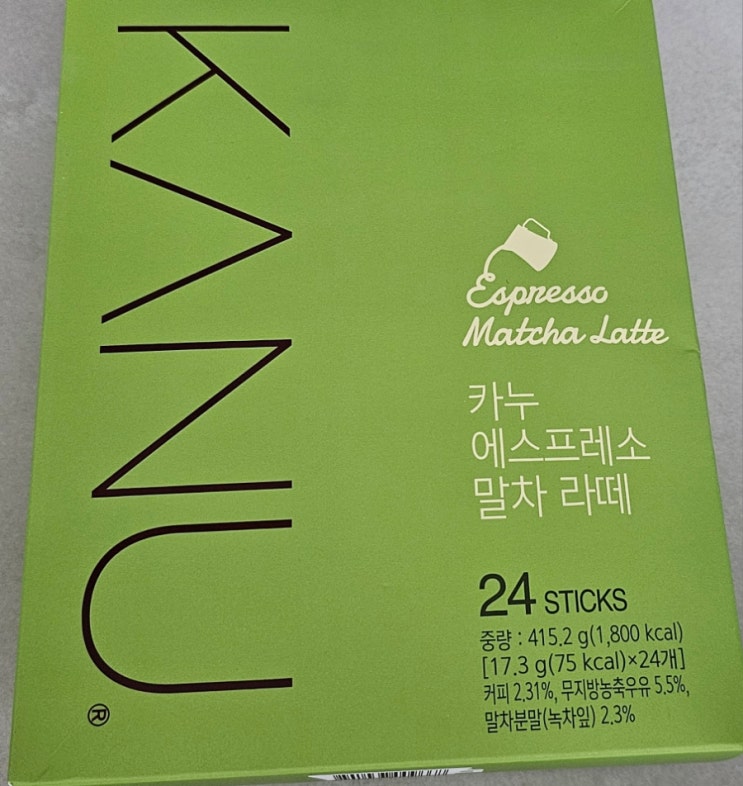 KANU®
Espresso
Matcha Latte
카누
에스프레소
말차 라떼
24 STICKS
중량 : 415.2 g(1,800 kcal)
[17.3 g(75 kcal)×24개]
커피 2.31%, 무지방농축우유 5.5%,
말차분말(녹차잎) 2.3%